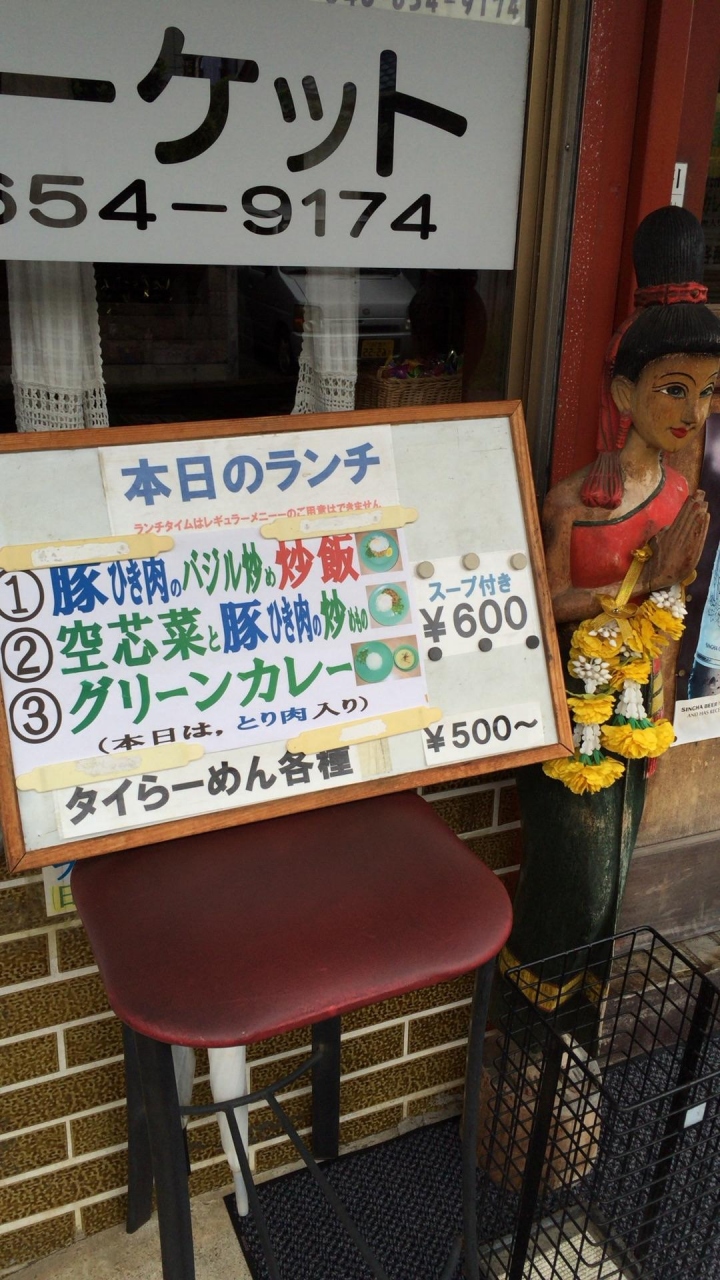 ーケット
654-9174
本日のランチ
ランチタイムはレギュラーメニーーのご用意はできません
①豚ひき肉のバジル炒め炒飯
②空芯菜と豚ひき肉の炒めもの
③グリーンカレー
(本日は,とり肉入り)
スープ付き
¥600
タイらーめん各種
¥500~